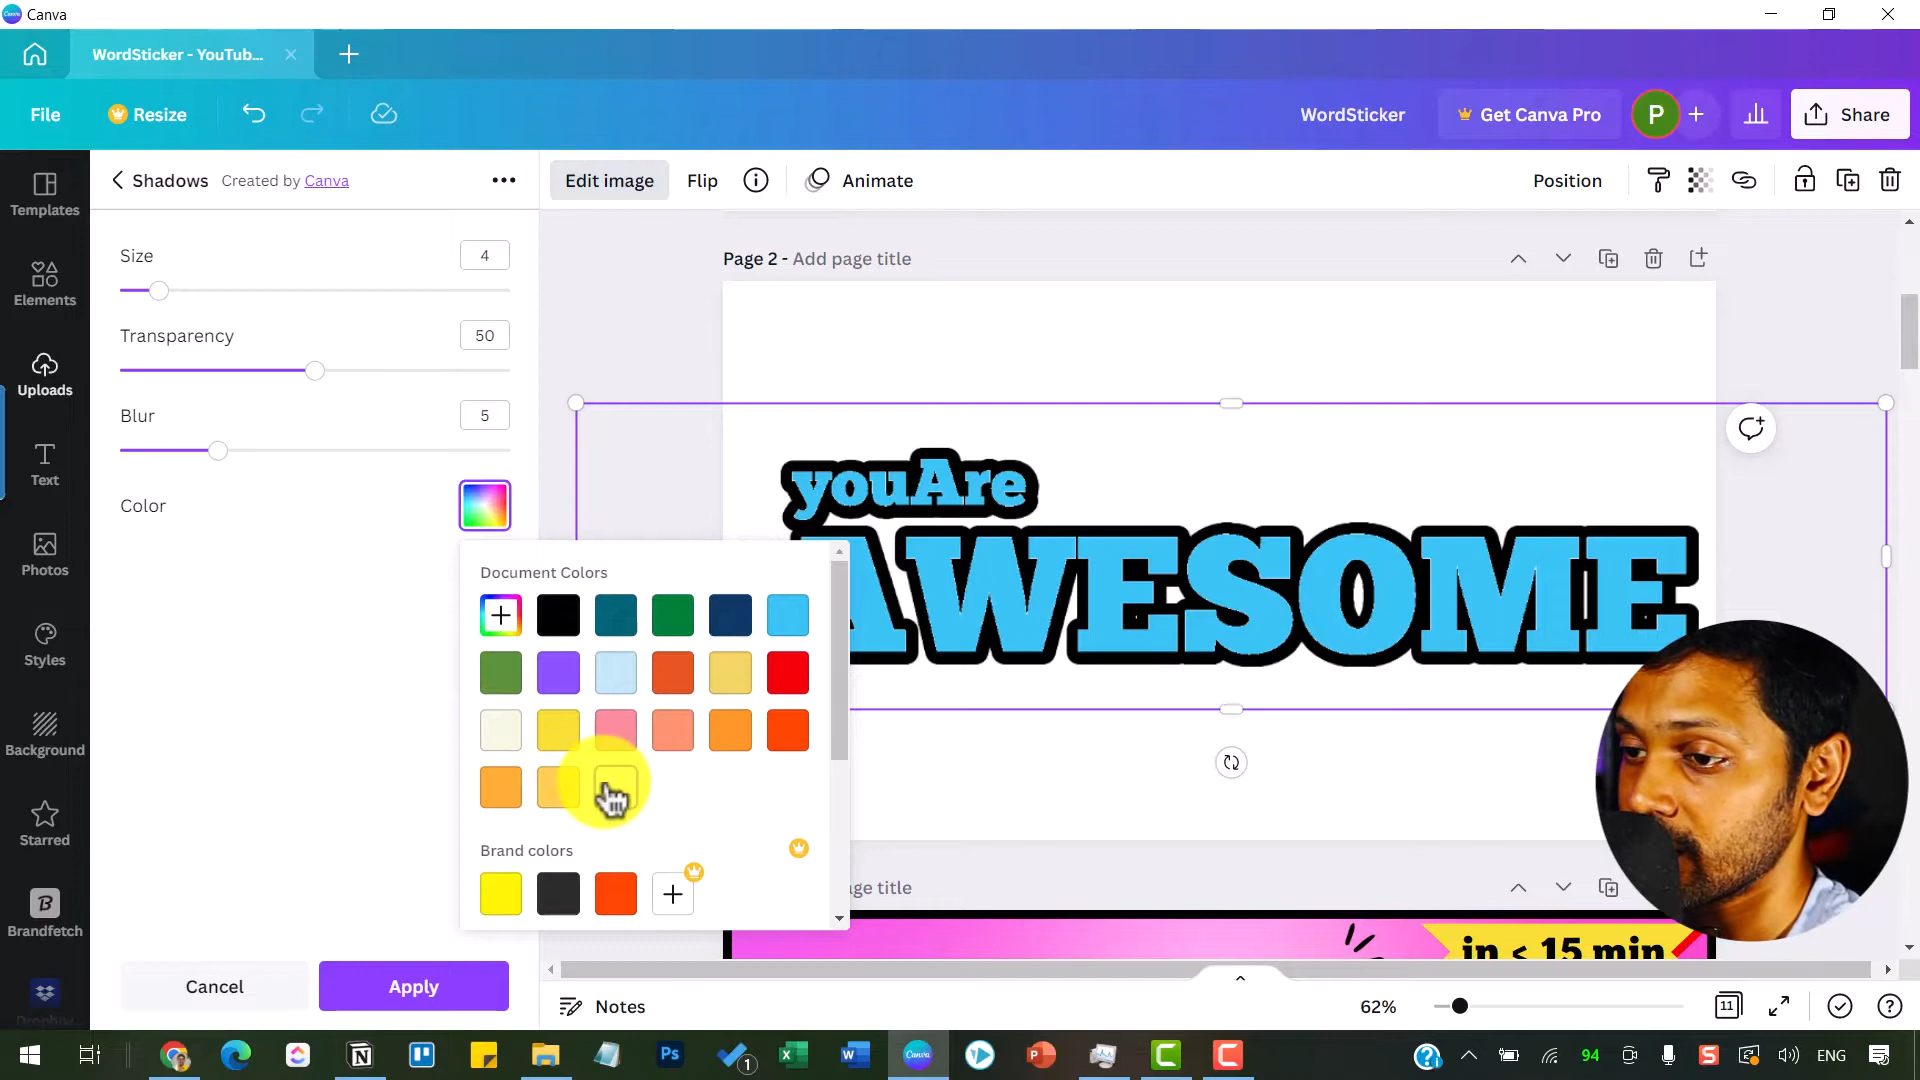 Canva
WordSticker - YouTub...
File
Resize
WordSticker
Get Canva Pro
P
Share
Templates
Elements
Uploads
Text
Photos
Styles
Background
Starred
Brandfetch
Shadows Created by Canva
Edit image
Flip
Animate
Position
Size
4
Transparency
50
Blur
5
Color
Document Colors
Brand colors
Cancel
Apply
Page 2 - Add page title
youAre
AWESOME
ge title
in < 15 min
Notes
62%
11
1
94
ENG